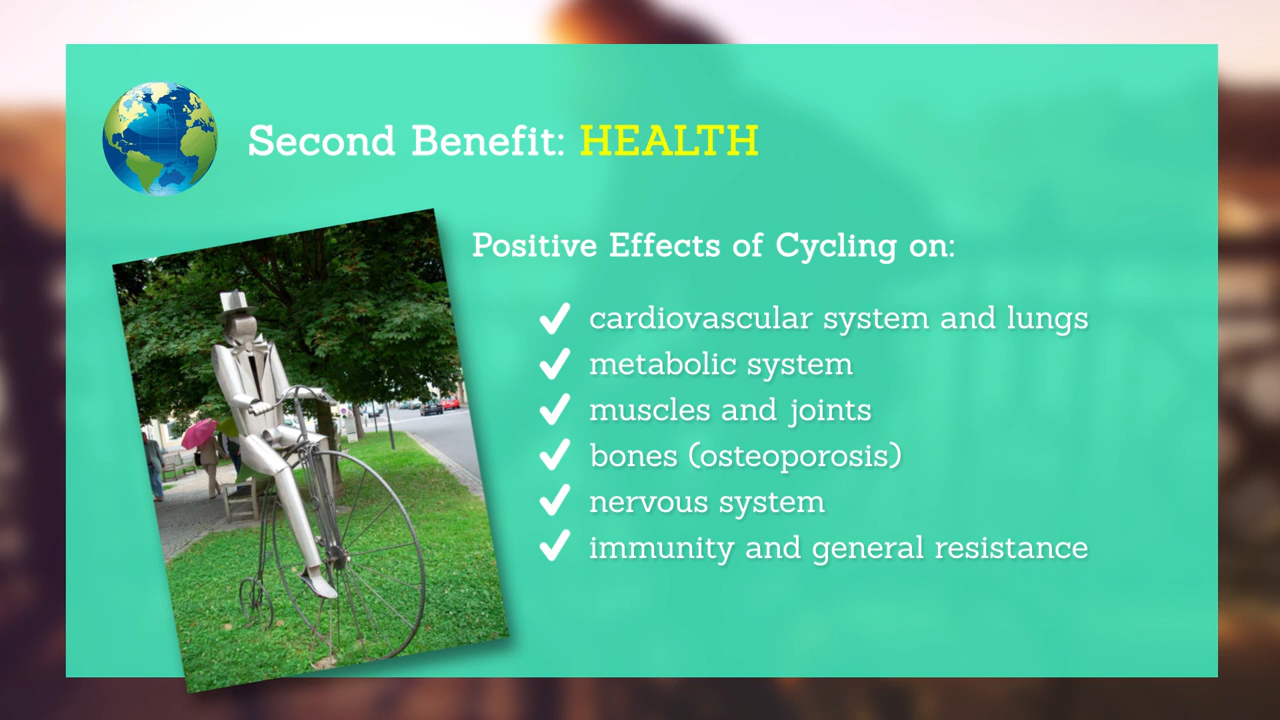 Second Benefit: HEALTH
Positive Effects of Cycling on:
cardiovascular system and lungs
metabolic system
muscles and joints
bones (osteoporosis)
nervous system
immunity and general resistance